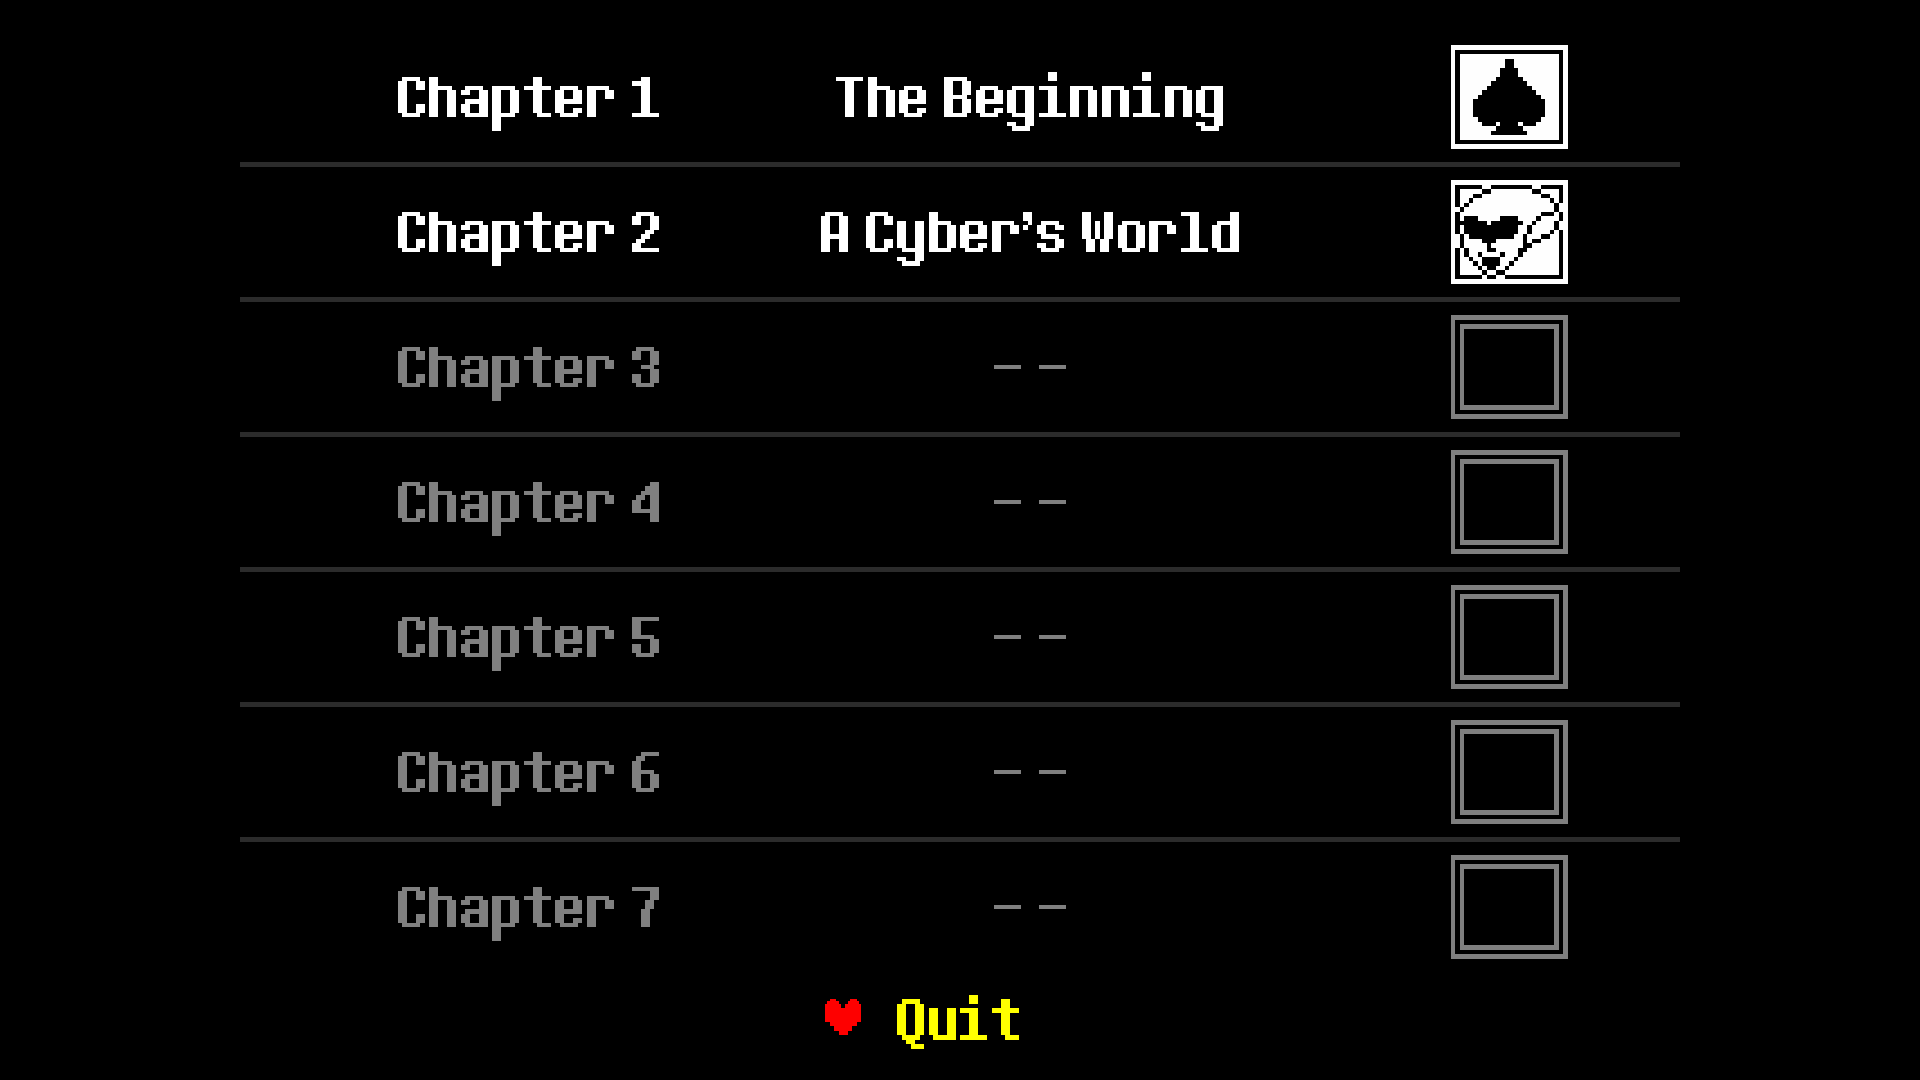 Chapter 1 The Beginning
Chapter 2 A Cyber's World
Chapter 3 --
Chapter 4 --
Chapter 5 --
Chapter 6 --
Chapter 7 --
Quit